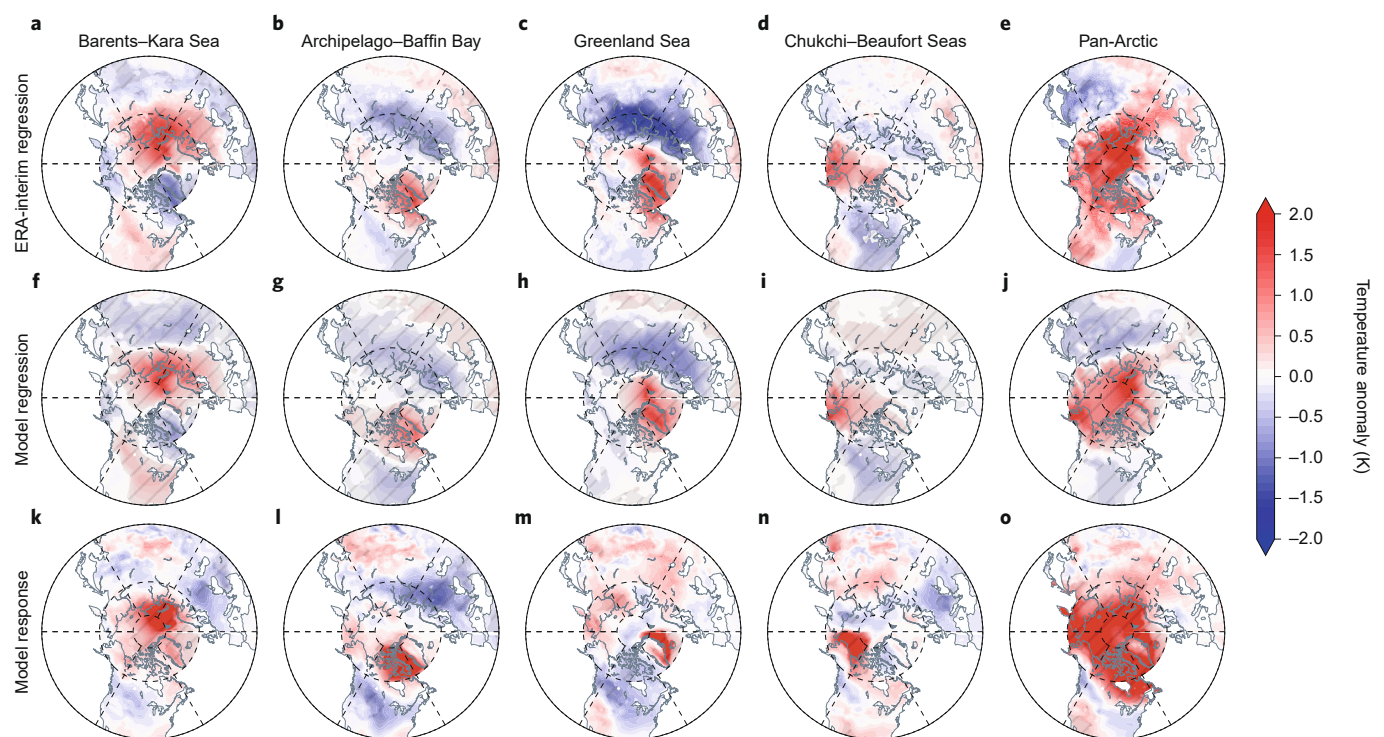 a b c d e
Barents–Kara Sea Archipelago–Baffin Bay Greenland Sea Chukchi–Beaufort Seas Pan-Arctic
ERA-interim regression
f g h i j
Model regression
k l m n o
Model response
2.0
1.5
1.0
0.5
0.0
–0.5
–1.0
–1.5
–2.0
Temperature anomaly (K)